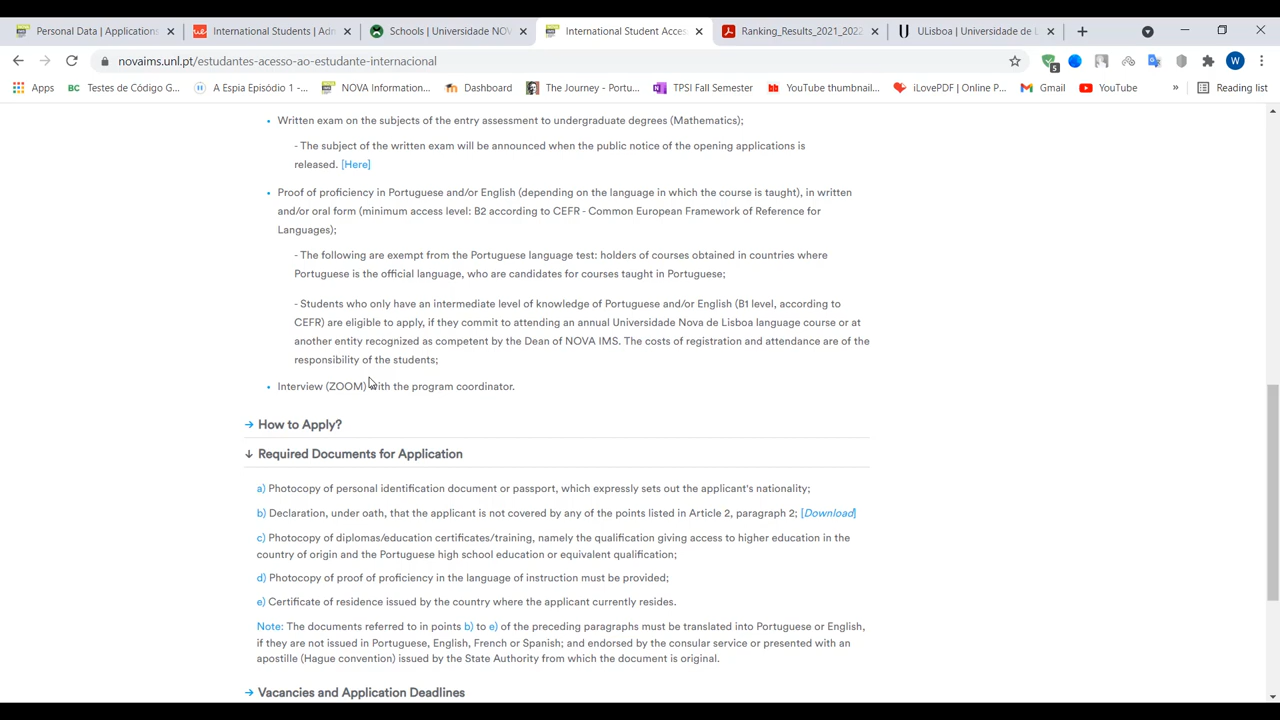 Personal Data | Applications
International Students | Adm
Schools | Universidade NOV
International Student Acces
Ranking_Results_2021_2022
ULisboa | Universidade de L
novaims.unl.pt/estudantes-acesso-ao-estudante-internacional
5
W
Apps
Testes de Código G...
A Espia Episódio 1 -...
NOVA Information...
Dashboard
The Journey - Portu...
TPSI Fall Semester
YouTube thumbnail...
iLovePDF | Online P...
Gmail
YouTube
»
Reading list
• Written exam on the subjects of the entry assessment to undergraduate degrees (Mathematics);
- The subject of the written exam will be announced when the public notice of the opening applications is
released. [Here]
• Proof of proficiency in Portuguese and/or English (depending on the language in which the course is taught), in written
and/or oral form (minimum access level: B2 according to CEFR - Common European Framework of Reference for
Languages);
- The following are exempt from the Portuguese language test: holders of courses obtained in countries where
Portuguese is the official language, who are candidates for courses taught in Portuguese;
- Students who only have an intermediate level of knowledge of Portuguese and/or English (B1 level, according to
CEFR) are eligible to apply, if they commit to attending an annual Universidade Nova de Lisboa language course or at
another entity recognized as competent by the Dean of NOVA IMS. The costs of registration and attendance are of the
responsibility of the students;
• Interview (ZOOM) with the program coordinator.
→ How to Apply?
↓ Required Documents for Application
a) Photocopy of personal identification document or passport, which expressly sets out the applicant's nationality;
b) Declaration, under oath, that the applicant is not covered by any of the points listed in Article 2, paragraph 2; [Download]
c) Photocopy of diplomas/education certificates/training, namely the qualification giving access to higher education in the
country of origin and the Portuguese high school education or equivalent qualification;
d) Photocopy of proof of proficiency in the language of instruction must be provided;
e) Certificate of residence issued by the country where the applicant currently resides.
Note: The documents referred to in points b) to e) of the preceding paragraphs must be translated into Portuguese or English,
if they are not issued in Portuguese, English, French or Spanish; and endorsed by the consular service or presented with an
apostille (Hague convention) issued by the State Authority from which the document is original.
→ Vacancies and Application Deadlines